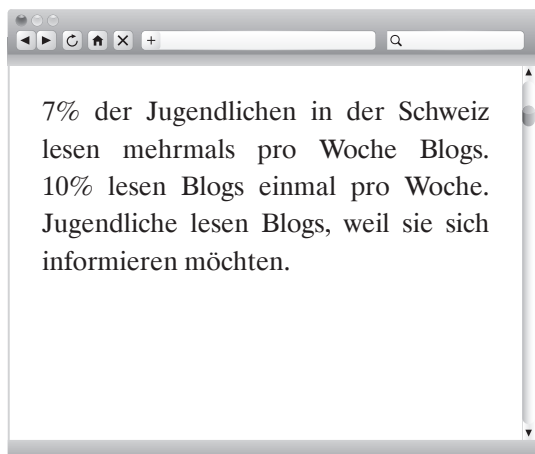 7% der Jugendlichen in der Schweiz
lesen mehrmals pro Woche Blogs.
10% lesen Blogs einmal pro Woche.
Jugendliche lesen Blogs, weil sie sich
informieren möchten.